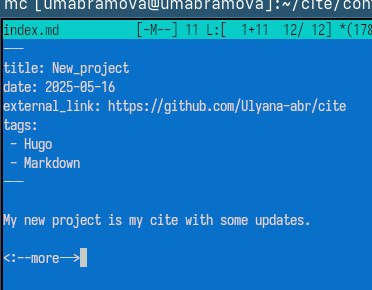 mc [umabramova@umabramova]:~/cite/con
index.md [-M--] 11 L:[ 1+11 12/ 12] *(178
---
title: New_project
date: 2025-05-16
external_link: https://github.com/Ulyana-abr/cite
tags:
- Hugo
- Markdown
---
My new project is my cite with some updates.
<:--more-->